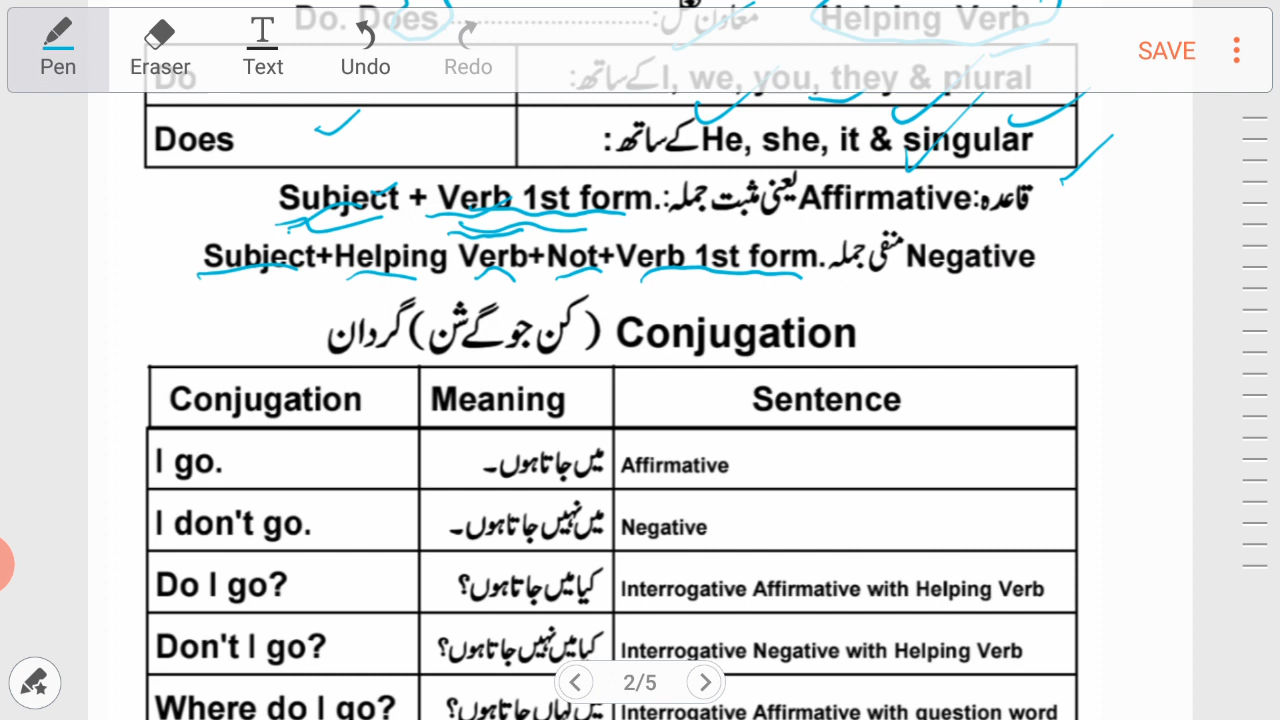 Do. Does ........................ :معاون فعل Helping Verb
Pen Eraser Text Undo Redo SAVE
Do :کے ساتھ I, we, you, they & plural
Does :کے ساتھ He, she, it & singular
قاعدہ: Affirmative یعنی مثبت جملہ:. Subject + Verb 1st form
Negative منفی جملہ. Subject+Helping Verb+Not+Verb 1st form
Conjugation (کن جو گے شن) گردان
Conjugation Meaning Sentence
I go. میں جاتا ہوں۔ Affirmative
I don't go. میں نہیں جاتا ہوں۔ Negative
Do I go? کیا میں جاتا ہوں؟ Interrogative Affirmative with Helping Verb
Don't I go? کیا میں نہیں جاتا ہوں؟ Interrogative Negative with Helping Verb
2/5
Where do I go? میں کہاں جاتا ہوں؟ Interrogative Affirmative with question word